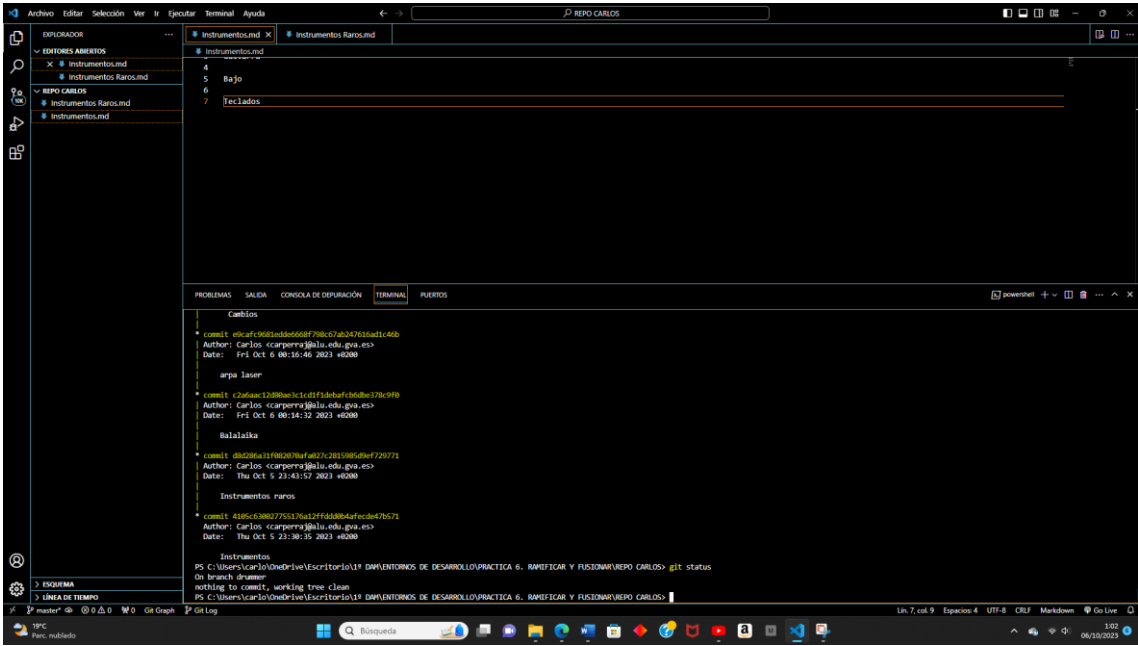 Archivo Editar Selección Ver Ir Ejecutar Terminal Ayuda
REPO CARLOS
EXPLORADOR
EDITORES ABIERTOS
Instrumentos.md
Instrumentos Raros.md
REPO CARLOS
Instrumentos Raros.md
Instrumentos.md
10K
ESQUEMA
LÍNEA DE TIEMPO
Instrumentos.md
Instrumentos Raros.md
Instrumentos.md
4
5 Bajo
6
7 Teclados
PROBLEMAS SALIDA CONSOLA DE DEPURACIÓN TERMINAL PUERTOS
powershell
Cambios
* commit e9cafc9681edde6668f798c67ab247616ad1c46b
Author: Carlos <carperraj@alu.edu.gva.es>
Date: Fri Oct 6 00:16:46 2023 +0200
arpa laser
* commit c2a6aac12d80ae3c1cd1f1debafcb6dbe378c9f0
Author: Carlos <carperraj@alu.edu.gva.es>
Date: Fri Oct 6 00:14:32 2023 +0200
Balalaika
* commit d8d286a31f082070afa027c2815985d9ef729771
Author: Carlos <carperraj@alu.edu.gva.es>
Date: Thu Oct 5 23:43:57 2023 +0200
Instrumentos raros
* commit 4105c630827755176a12ffddd0b4afecde47b571
Author: Carlos <carperraj@alu.edu.gva.es>
Date: Thu Oct 5 23:30:35 2023 +0200
Instrumentos
PS C:\Users\carlo\OneDrive\Escritorio\1º DAM\ENTORNOS DE DESARROLLO\PRACTICA 6. RAMIFICAR Y FUSIONAR\REPO CARLOS> git status
On branch drummer
nothing to commit, working tree clean
PS C:\Users\carlo\OneDrive\Escritorio\1º DAM\ENTORNOS DE DESARROLLO\PRACTICA 6. RAMIFICAR Y FUSIONAR\REPO CARLOS>
master* 0 0 0 Git Graph Git Log
Lín. 7, col. 9 Espacios: 4 UTF-8 CRLF Markdown Go Live
19°C
Parc. nublado
Búsqueda
1:02
06/10/2023